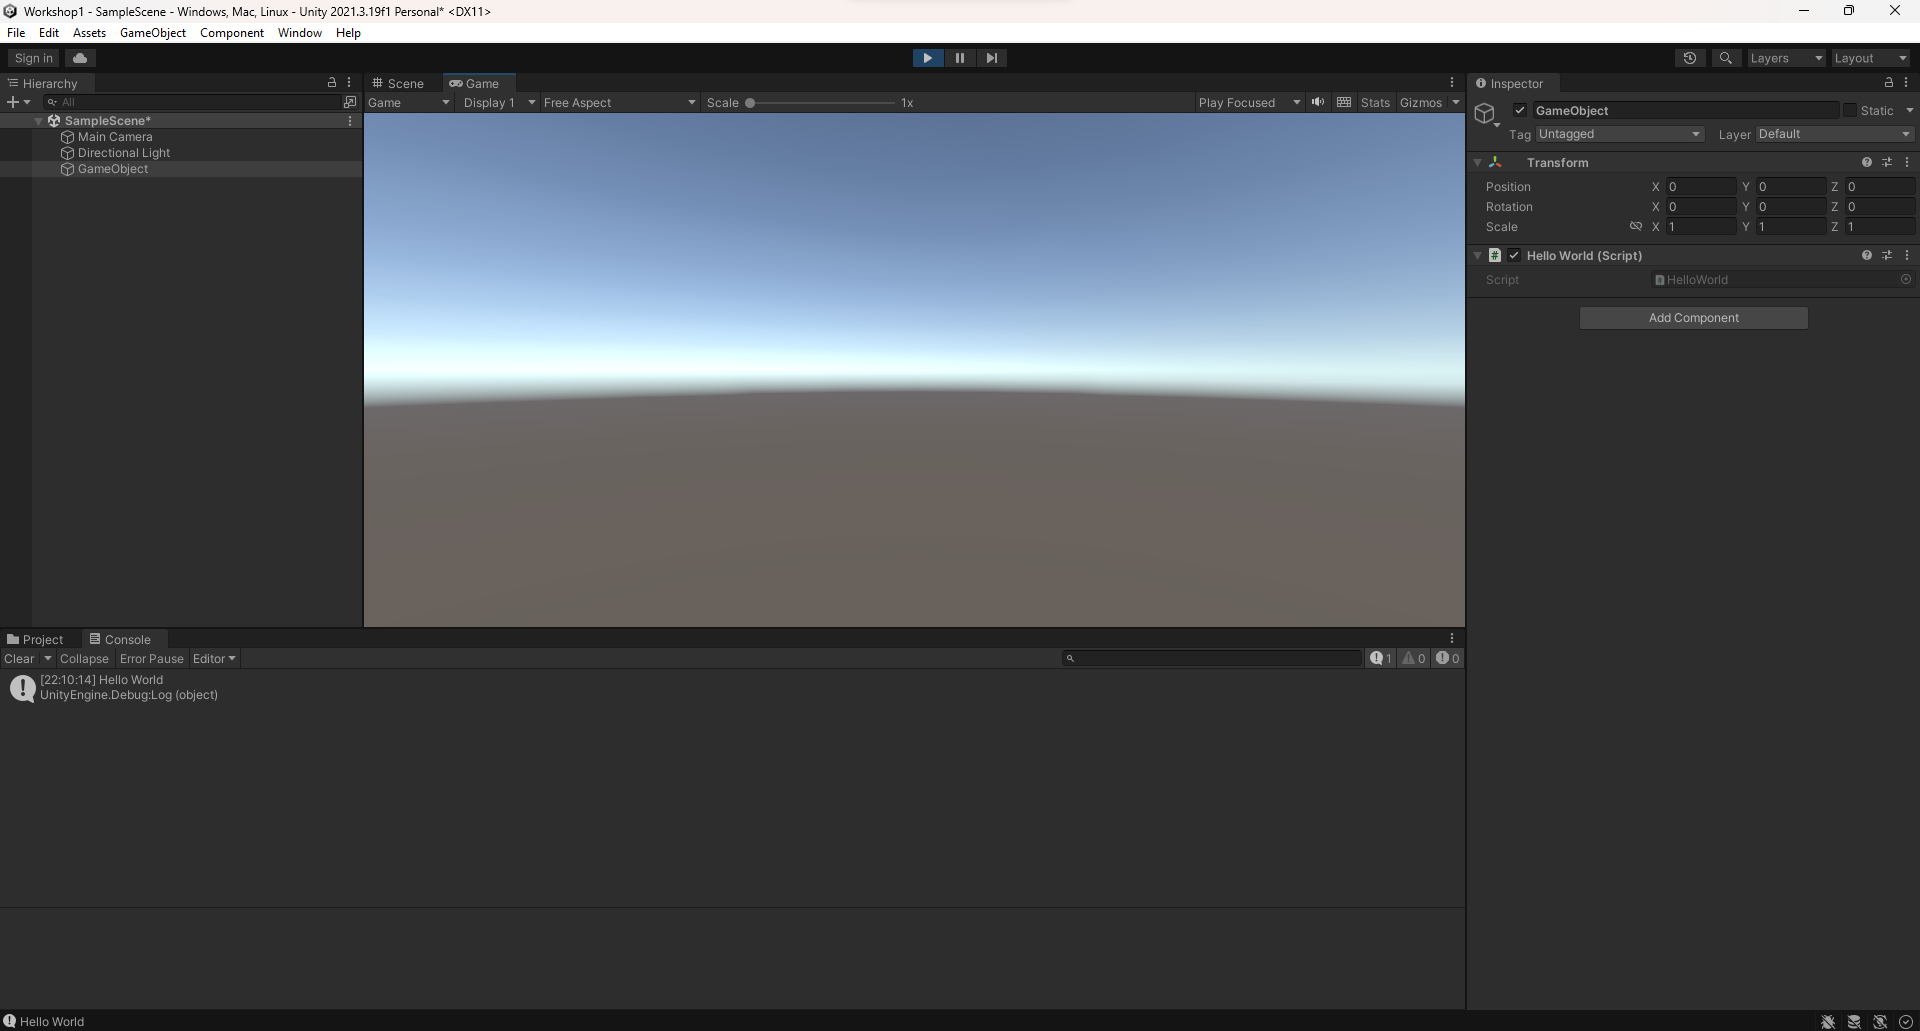 Workshop1 - SampleScene - Windows, Mac, Linux - Unity 2021.3.19f1 Personal* <DX11>
File Edit Assets GameObject Component Window Help
Sign in
Layers Layout
Hierarchy
All
SampleScene*
Main Camera
Directional Light
GameObject
Scene Game
Game Display 1 Free Aspect Scale 1x Play Focused Stats Gizmos
Inspector
GameObject Static
Tag Untagged Layer Default
Transform
Position X 0 Y 0 Z 0
Rotation X 0 Y 0 Z 0
Scale X 1 Y 1 Z 1
# Hello World (Script)
Script HelloWorld
Add Component
Project Console
Clear Collapse Error Pause Editor 1 0 0
[22:10:14] Hello World
UnityEngine.Debug:Log (object)
Hello World